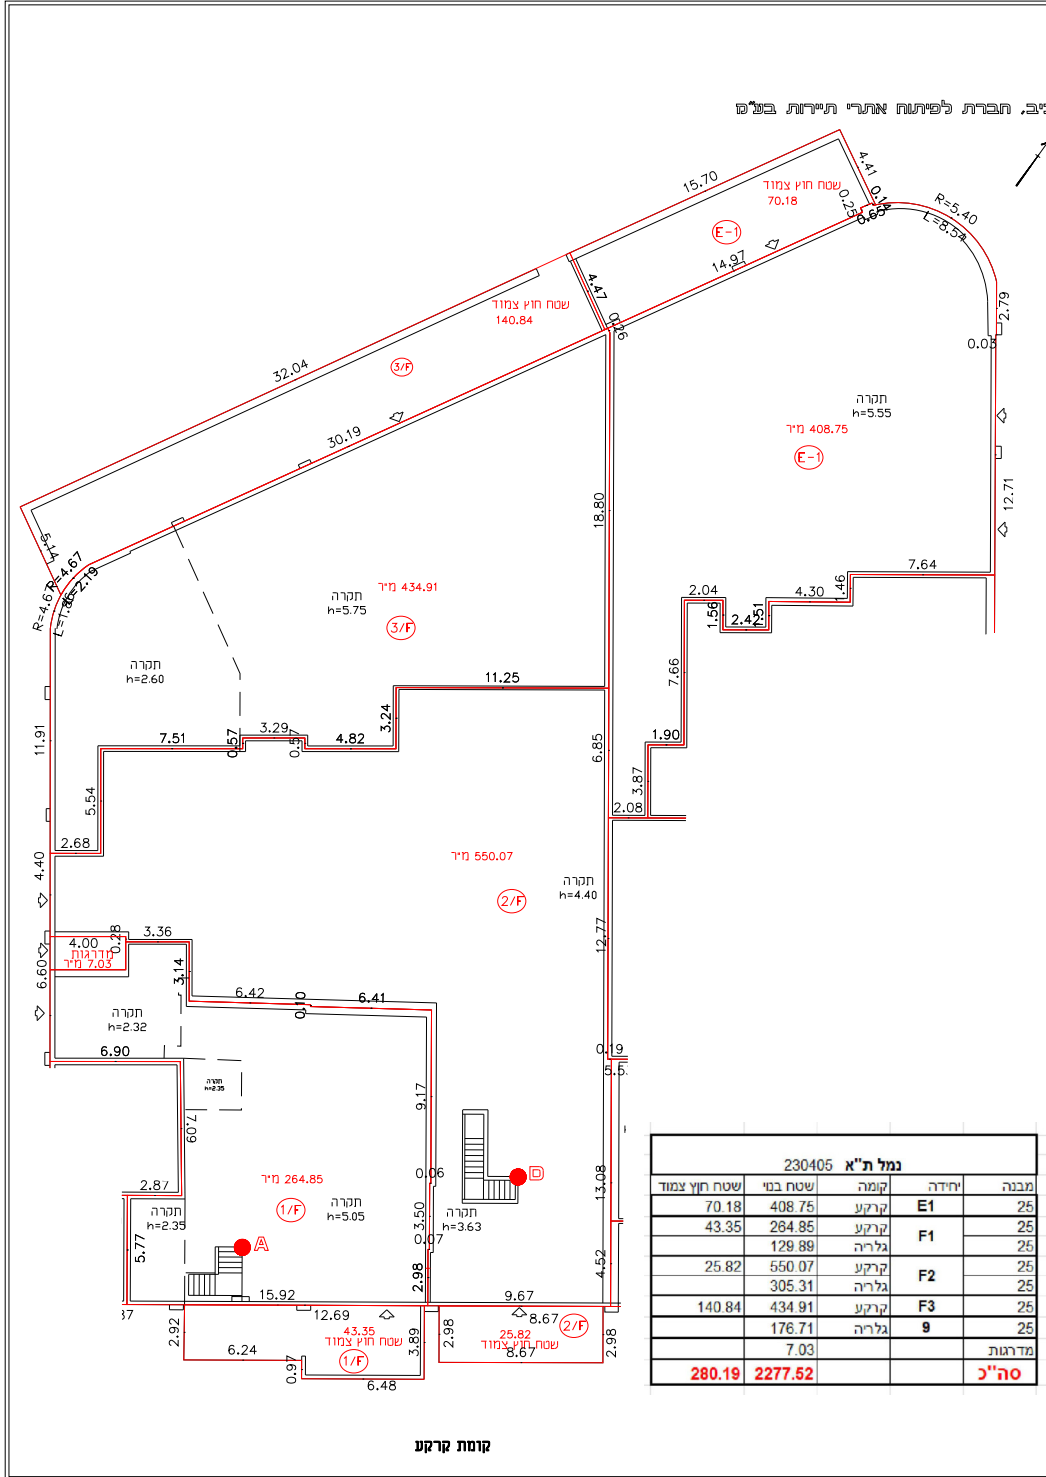 יב, חברת לפיתוח אתרי תיירות בע"מ
4.41
15.70
שטח חוץ צמוד
70.18
0.25
0.14
0.65
R=5.40
L=8.54
E-1
14.97
4.47
2.79
שטח חוץ צמוד
140.84
0.26
0.03
32.04
3/F
30.19
תקרה
h=5.55
408.75 מ"ר
E-1
18.80
12.71
5.14
R=4.67
L=2.19
R=4.67
L=1.86
7.64
1.46
434.91 מ"ר
תקרה
h=5.75
3/F
2.04
4.30
1.56
1.51
2.42
תקרה
h=2.60
11.25
7.66
3.24
11.91
7.51
0.57
3.29
0.57
4.82
6.85
1.90
3.87
5.54
2.08
2.68
4.40
550.07 מ"ר
תקרה
h=4.40
2/F
12.77
4.00
0.28
3.36
מדרגות
7.03 מ"ר
6.60
3.14
6.42
0.10
6.41
תקרה
h=2.32
6.90
0.19
5.5
תקרה
h=2.35
9.17
7.09
0.06
D
13.08
2.87
264.85 מ"ר
תקרה
h=5.05
1/F
תקרה
h=2.35
3.50
תקרה
h=3.63
0.07
A
5.77
2.98
4.52
15.92
9.67
37
12.69
8.67
2.92
43.35
שטח חוץ צמוד
1/F
3.89
2.98
25.82
שטח חוץ צמוד
2/F
8.67
2.98
6.24
0.97
6.48
נמל ת"א 230405
מבנה יחידה קומה שטח בנוי שטח חוץ צמוד
25 E1 קרקע 408.75 70.18
25 F1 קרקע 264.85 43.35
25 גלריה 129.89
25 F2 קרקע 550.07 25.82
25 גלריה 305.31
25 F3 קרקע 434.91 140.84
25 9 גלריה 176.71
מדרגות 7.03
סה"כ 2277.52 280.19
קומת קרקע